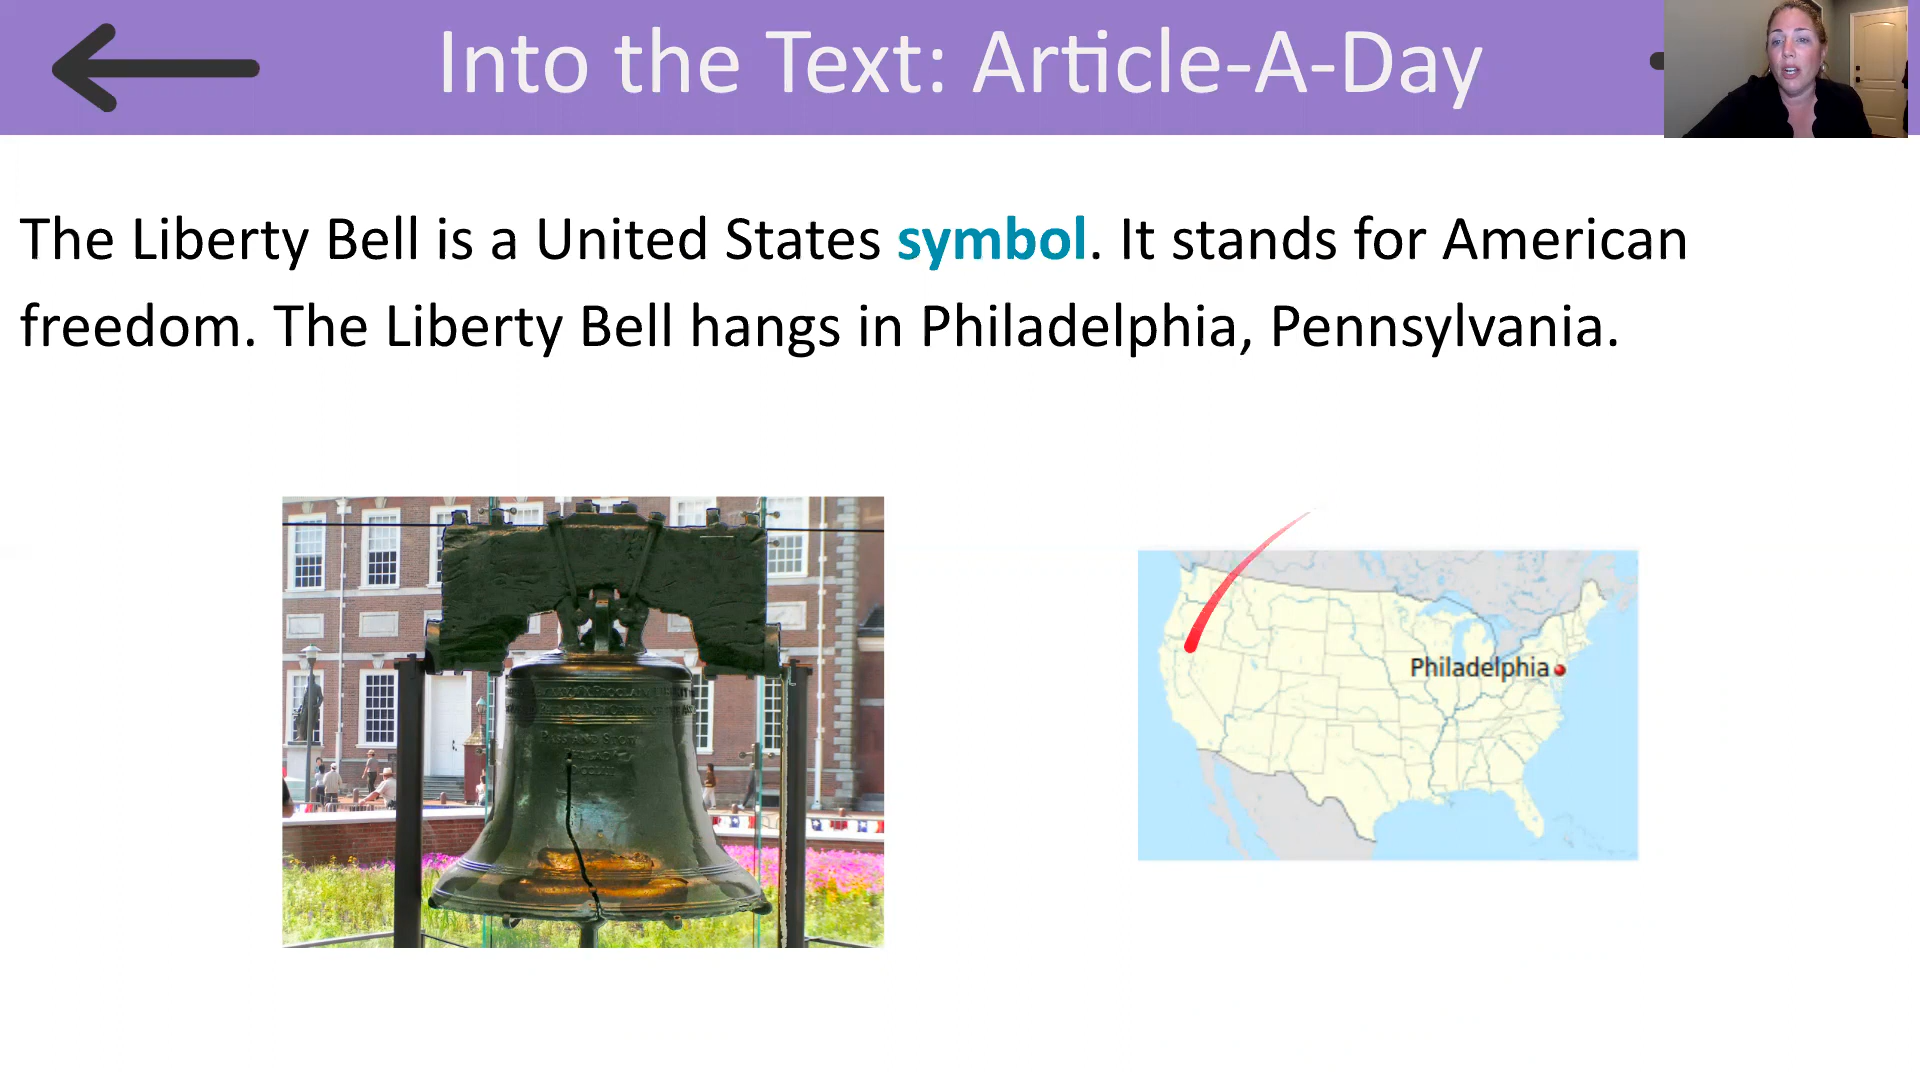 Into the Text: Article-A-Day
The Liberty Bell is a United States symbol. It stands for American
freedom. The Liberty Bell hangs in Philadelphia, Pennsylvania.
Philadelphia